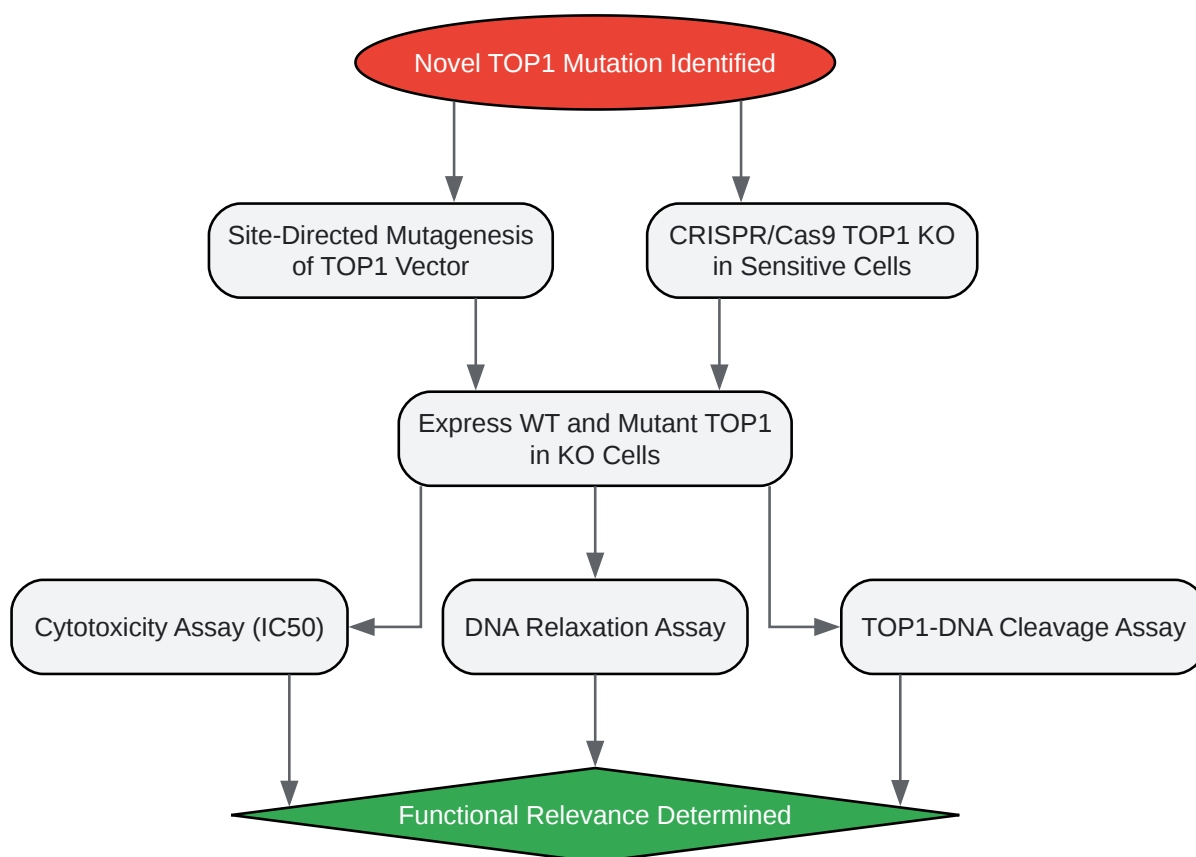 Novel TOP1 Mutation Identified
Site-Directed Mutagenesis
of TOP1 Vector
CRISPR/Cas9 TOP1 KO
in Sensitive Cells
Express WT and Mutant TOP1
in KO Cells
Cytotoxicity Assay (IC50)
DNA Relaxation Assay
TOP1-DNA Cleavage Assay
Functional Relevance Determined